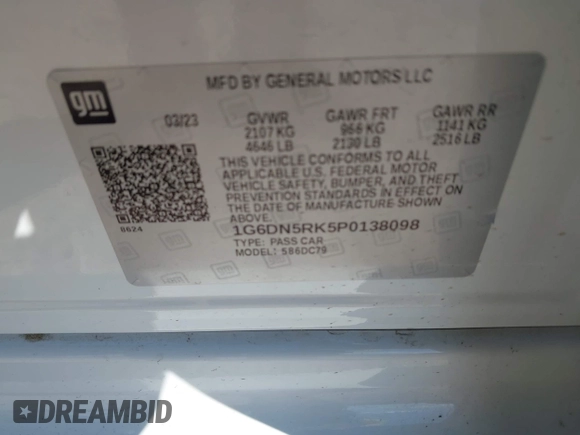 gm
MFD BY GENERAL MOTORS LLC
03/23 GVWR GAWR FRT GAWR RR
2107 KG 966 KG 1141 KG
4646 LB 2130 LB 2516 LB
THIS VEHICLE CONFORMS TO ALL
APPLICABLE U.S. FEDERAL MOTOR
VEHICLE SAFETY, BUMPER, AND THEFT
PREVENTION STANDARDS IN EFFECT ON
THE DATE OF MANUFACTURE SHOWN
ABOVE.
8624
1G6DN5RK5P0138098
TYPE: PASS CAR
MODEL: 586DC79
DREAMBID